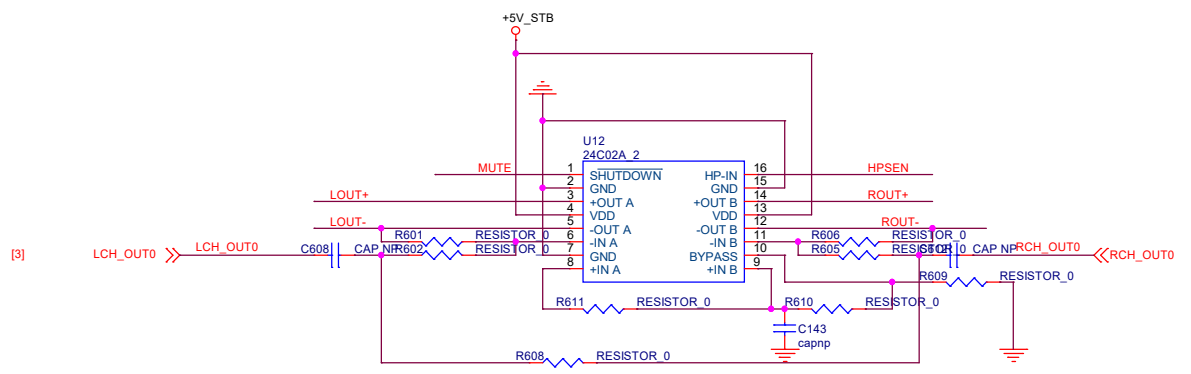 +5V_STB
U12
24C02A_2
MUTE 1 SHUTDOWN HP-IN 16 HPSEN
2 GND GND 15
LOUT+ 3 +OUT A +OUT B 14 ROUT+
4 VDD VDD 13
LOUT- 5 -OUT A -OUT B 12 ROUT-
R601 RESISTOR_0 6 -IN A -IN B 11 R606 RESISTOR_0
[3] LCH_OUT0 LCH_OUT0 C608 CAP NP R602 RESISTOR_0 7 GND BYPASS 10 R605 CAP NP RCH_OUT0 RCH_OUT0
8 +IN A +IN B 9
R609 RESISTOR_0
R611 RESISTOR_0 R610 RESISTOR_0
C143
capnp
R608 RESISTOR_0